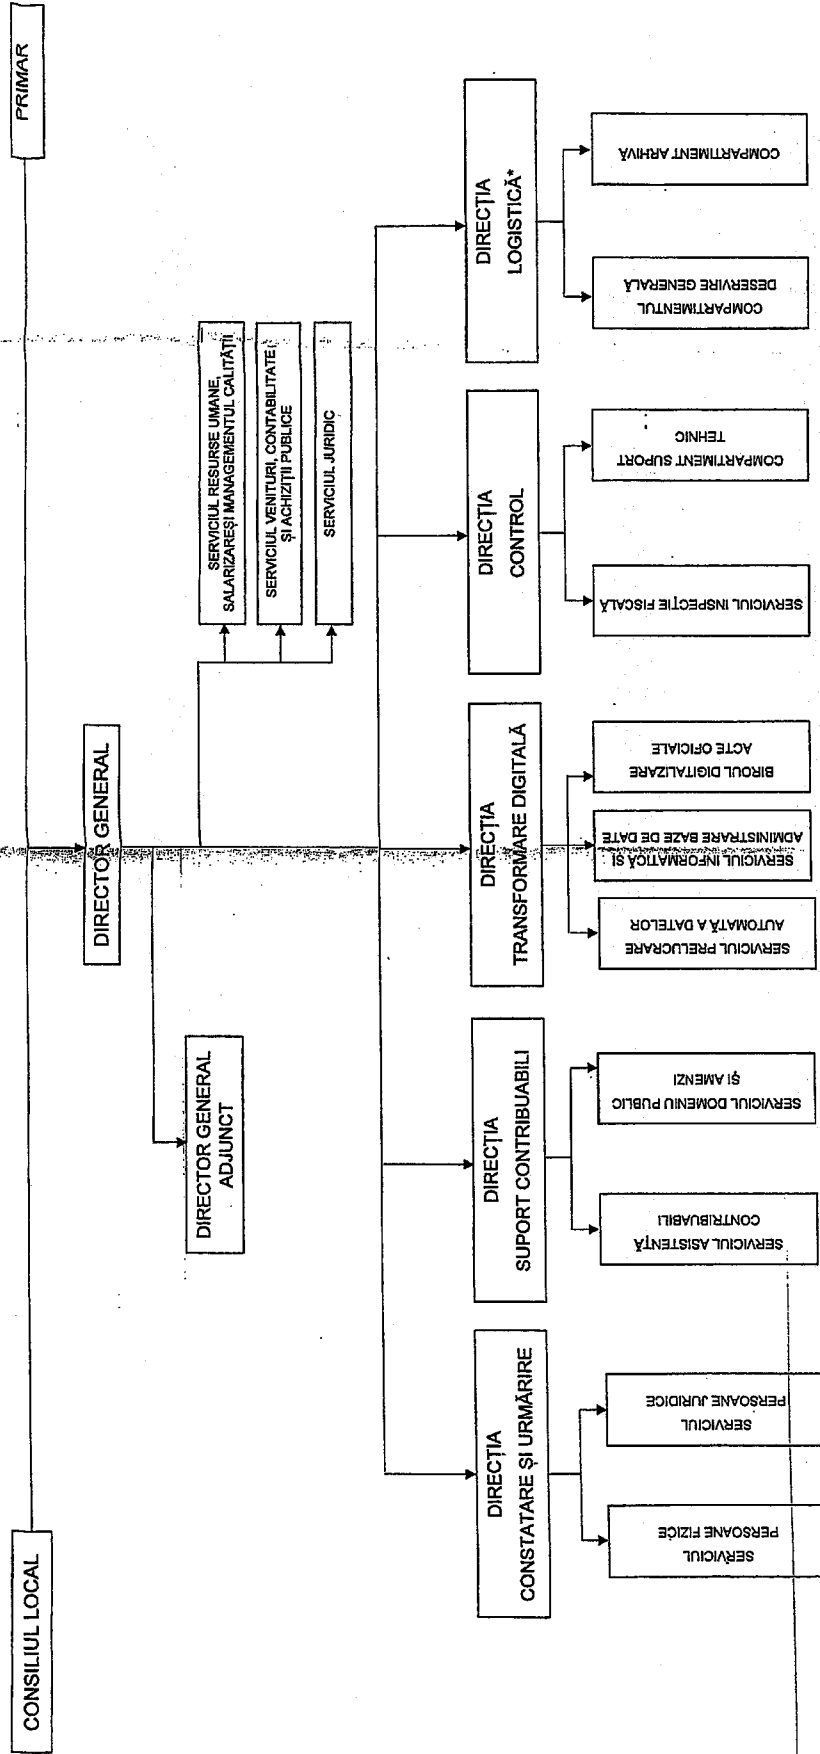 CONSILIUL LOCAL
PRIMAR
DIRECTOR GENERAL
DIRECTOR GENERAL
ADJUNCT
SERVICIUL RESURSE UMANE,
SALARIZAREȘI MANAGEMENTUL CALITĂȚII
SERVICIUL VENITURI, CONTABILITATE
ȘI ACHIZIȚII PUBLICE
SERVICIUL JURIDIC
DIRECȚIA
CONSTATARE ȘI URMĂRIRE
DIRECȚIA
SUPORT CONTRIBUABILI
DIRECȚIA
TRANSFORMARE DIGITALĂ
DIRECȚIA
CONTROL
DIRECȚIA
LOGISTICĂ*
SERVICIUL
PERSOANE FIZICE
SERVICIUL
PERSOANE JURIDICE
SERVICIUL ASISTENȚĂ
CONTRIBUABILI
SERVICIUL DOMENIU PUBLIC
ȘI AMENZI
SERVICIUL PRELUCRARE
AUTOMATĂ A DATELOR
SERVICIUL INFORMATICĂ SI
ADMINISTRARE BAZE DE DATE
BIROUL DIGITALIZARE
ACTE OFICIALE
SERVICIUL INSPECȚIE FISCALĂ
COMPARTIMENT SUPORT
TEHNIC
COMPARTIMENTUL
DESERVIRE GENERALĂ
COMPARTIMENT ARHIVĂ